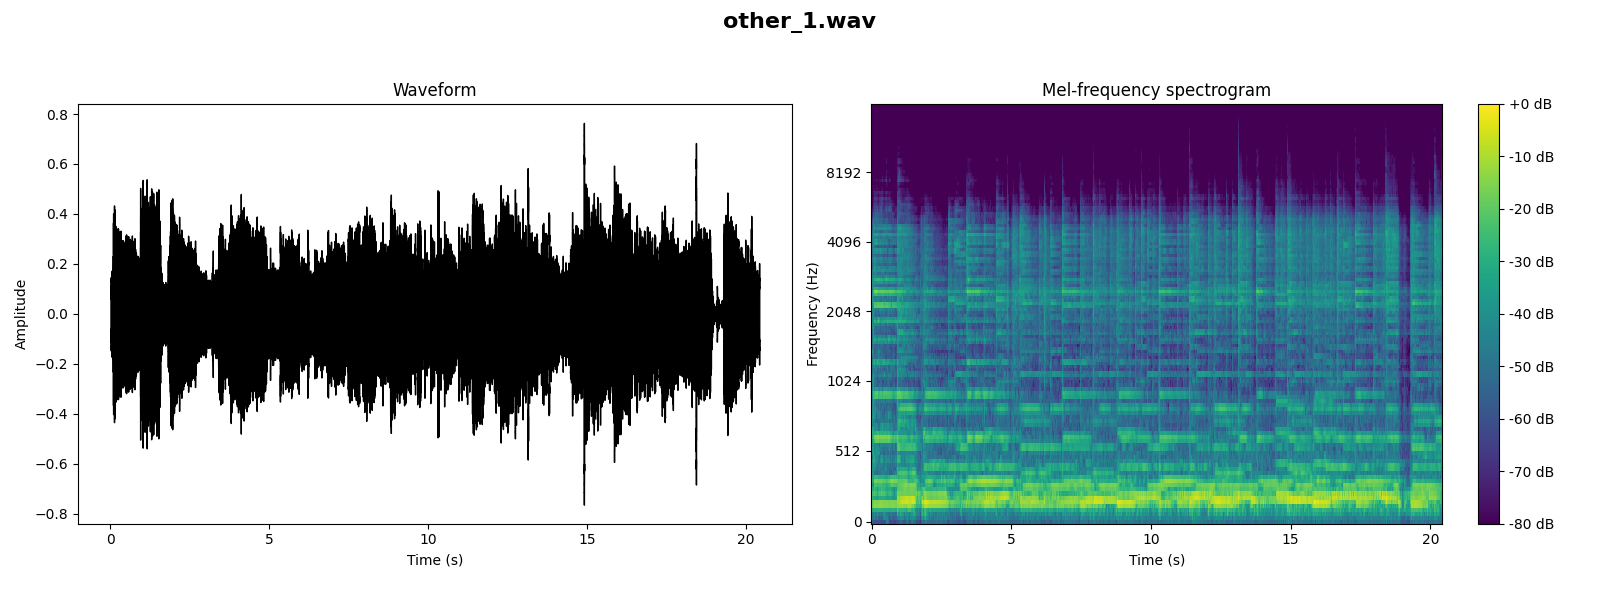 other_1.wav
Waveform
Mel-frequency spectrogram
Amplitude
0.8
0.6
0.4
0.2
0.0
−0.2
−0.4
−0.6
−0.8
0 5 10 15 20
Time (s)
Frequency (Hz)
8192
4096
2048
1024
512
0
0 5 10 15 20
Time (s)
+0 dB
-10 dB
-20 dB
-30 dB
-40 dB
-50 dB
-60 dB
-70 dB
-80 dB